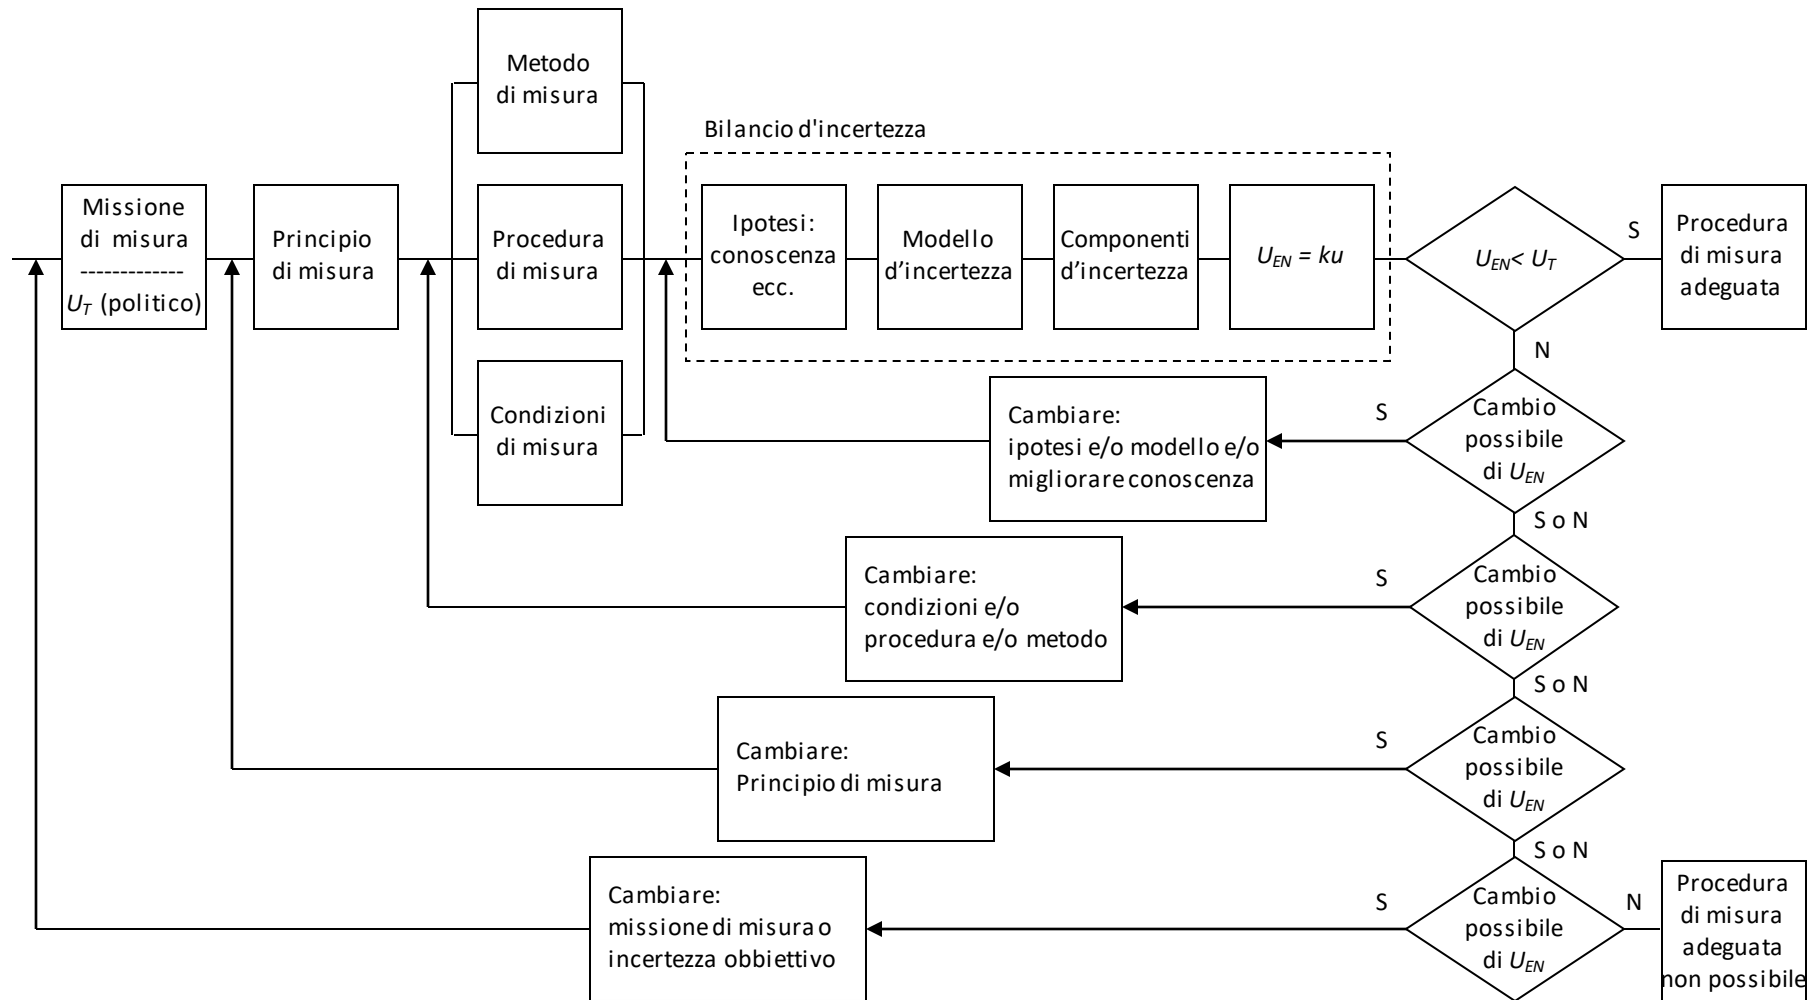 Metodo
di misura
Bilancio d'incertezza
Missione
di misura
-------------
U_T (politico)
Principio
di misura
Procedura
di misura
Ipotesi:
conoscenza
ecc.
Modello
d’incertezza
Componenti
d’incertezza
U_EN = ku
U_EN < U_T
S
Procedura
di misura
adeguata
N
Condizioni
di misura
Cambiare:
ipotesi e/o modello e/o
migliorare conoscenza
S
Cambio
possibile
di U_EN
S o N
Cambiare:
condizioni e/o
procedura e/o metodo
S
Cambio
possibile
di U_EN
S o N
Cambiare:
Principio di misura
S
Cambio
possibile
di U_EN
S o N
Cambiare:
missione di misura o
incertezza obbiettivo
S
Cambio
possibile
di U_EN
N
Procedura
di misura
adeguata
non possibile